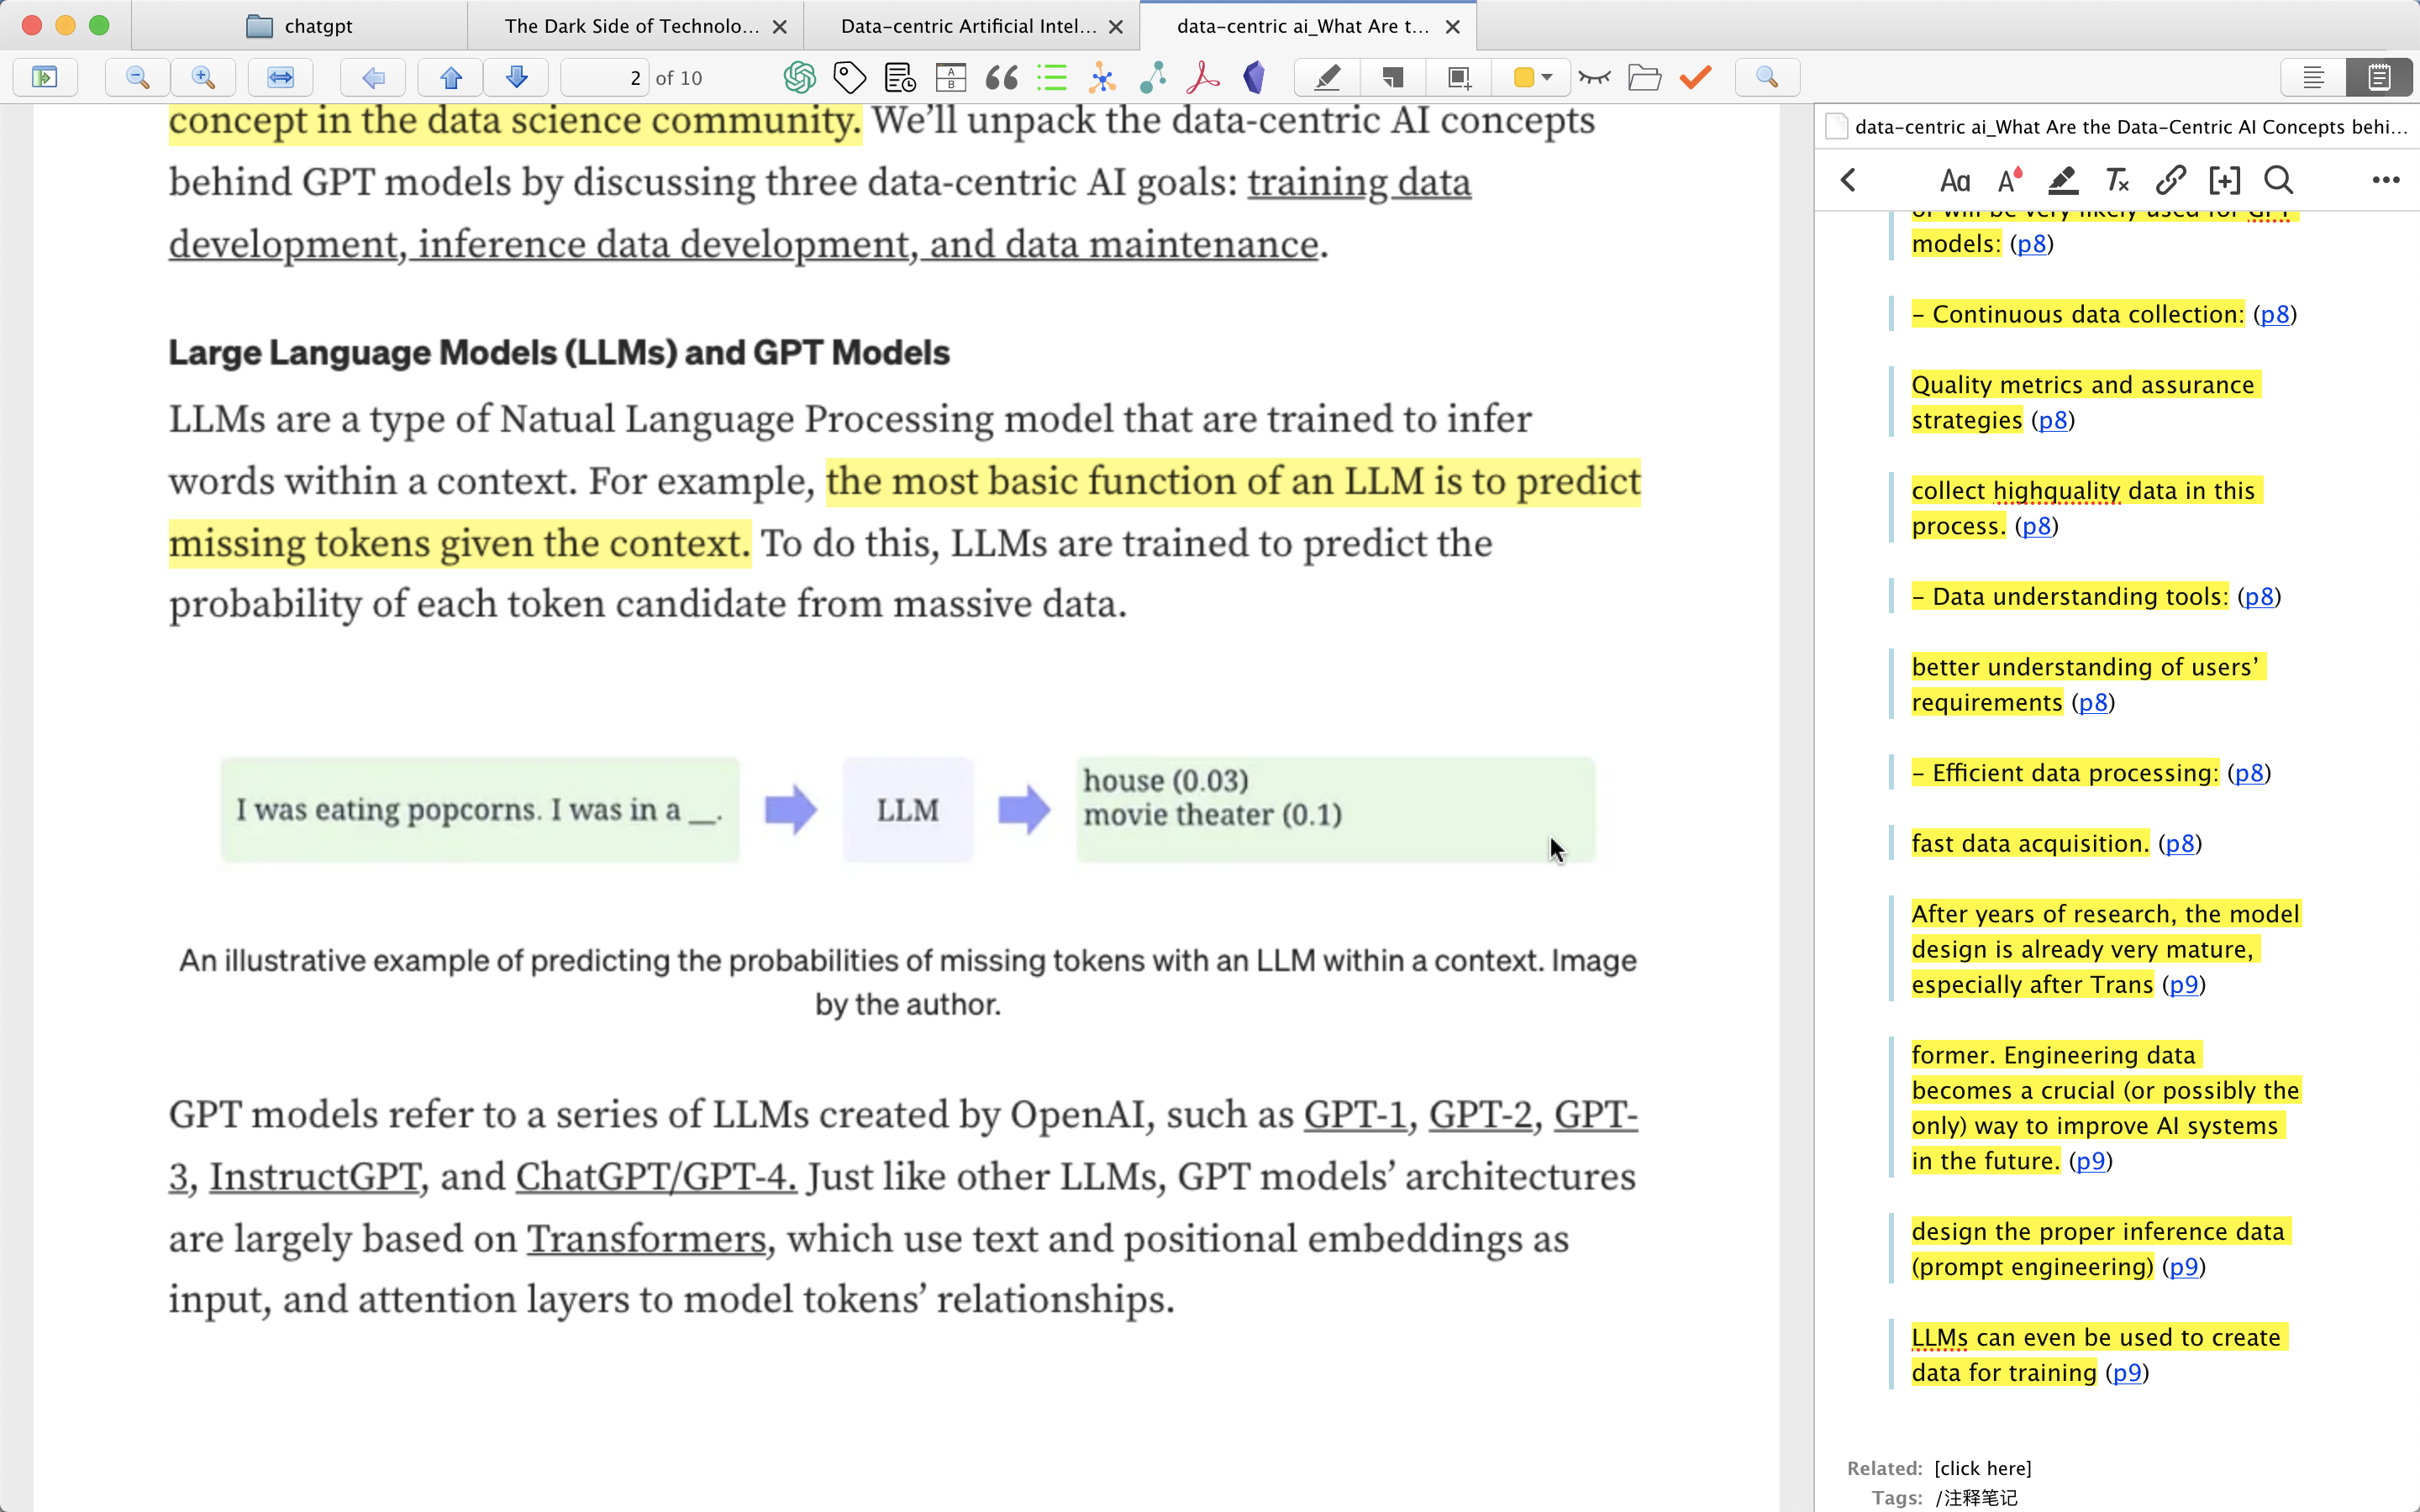 chatgpt
The Dark Side of Technolo...
Data-centric Artificial Intel...
data-centric ai_What Are t...
2 of 10
A
B
concept in the data science community. We’ll unpack the data-centric AI concepts
behind GPT models by discussing three data-centric AI goals: training data
development, inference data development, and data maintenance.
Large Language Models (LLMs) and GPT Models
LLMs are a type of Natual Language Processing model that are trained to infer
words within a context. For example, the most basic function of an LLM is to predict
missing tokens given the context. To do this, LLMs are trained to predict the
probability of each token candidate from massive data.
I was eating popcorns. I was in a __.
LLM
house (0.03)
movie theater (0.1)
An illustrative example of predicting the probabilities of missing tokens with an LLM within a context. Image
by the author.
GPT models refer to a series of LLMs created by OpenAI, such as GPT-1, GPT-2, GPT-
3, InstructGPT, and ChatGPT/GPT-4. Just like other LLMs, GPT models’ architectures
are largely based on Transformers, which use text and positional embeddings as
input, and attention layers to model tokens’ relationships.
data-centric ai_What Are the Data-Centric AI Concepts behi...
Aa A Tx
or will be very likely used for GPT
models: (p8)
– Continuous data collection: (p8)
Quality metrics and assurance
strategies (p8)
collect highquality data in this
process. (p8)
– Data understanding tools: (p8)
better understanding of users’
requirements (p8)
– Efficient data processing: (p8)
fast data acquisition. (p8)
After years of research, the model
design is already very mature,
especially after Trans (p9)
former. Engineering data
becomes a crucial (or possibly the
only) way to improve AI systems
in the future. (p9)
design the proper inference data
(prompt engineering) (p9)
LLMs can even be used to create
data for training (p9)
Related: [click here]
Tags: /注释笔记